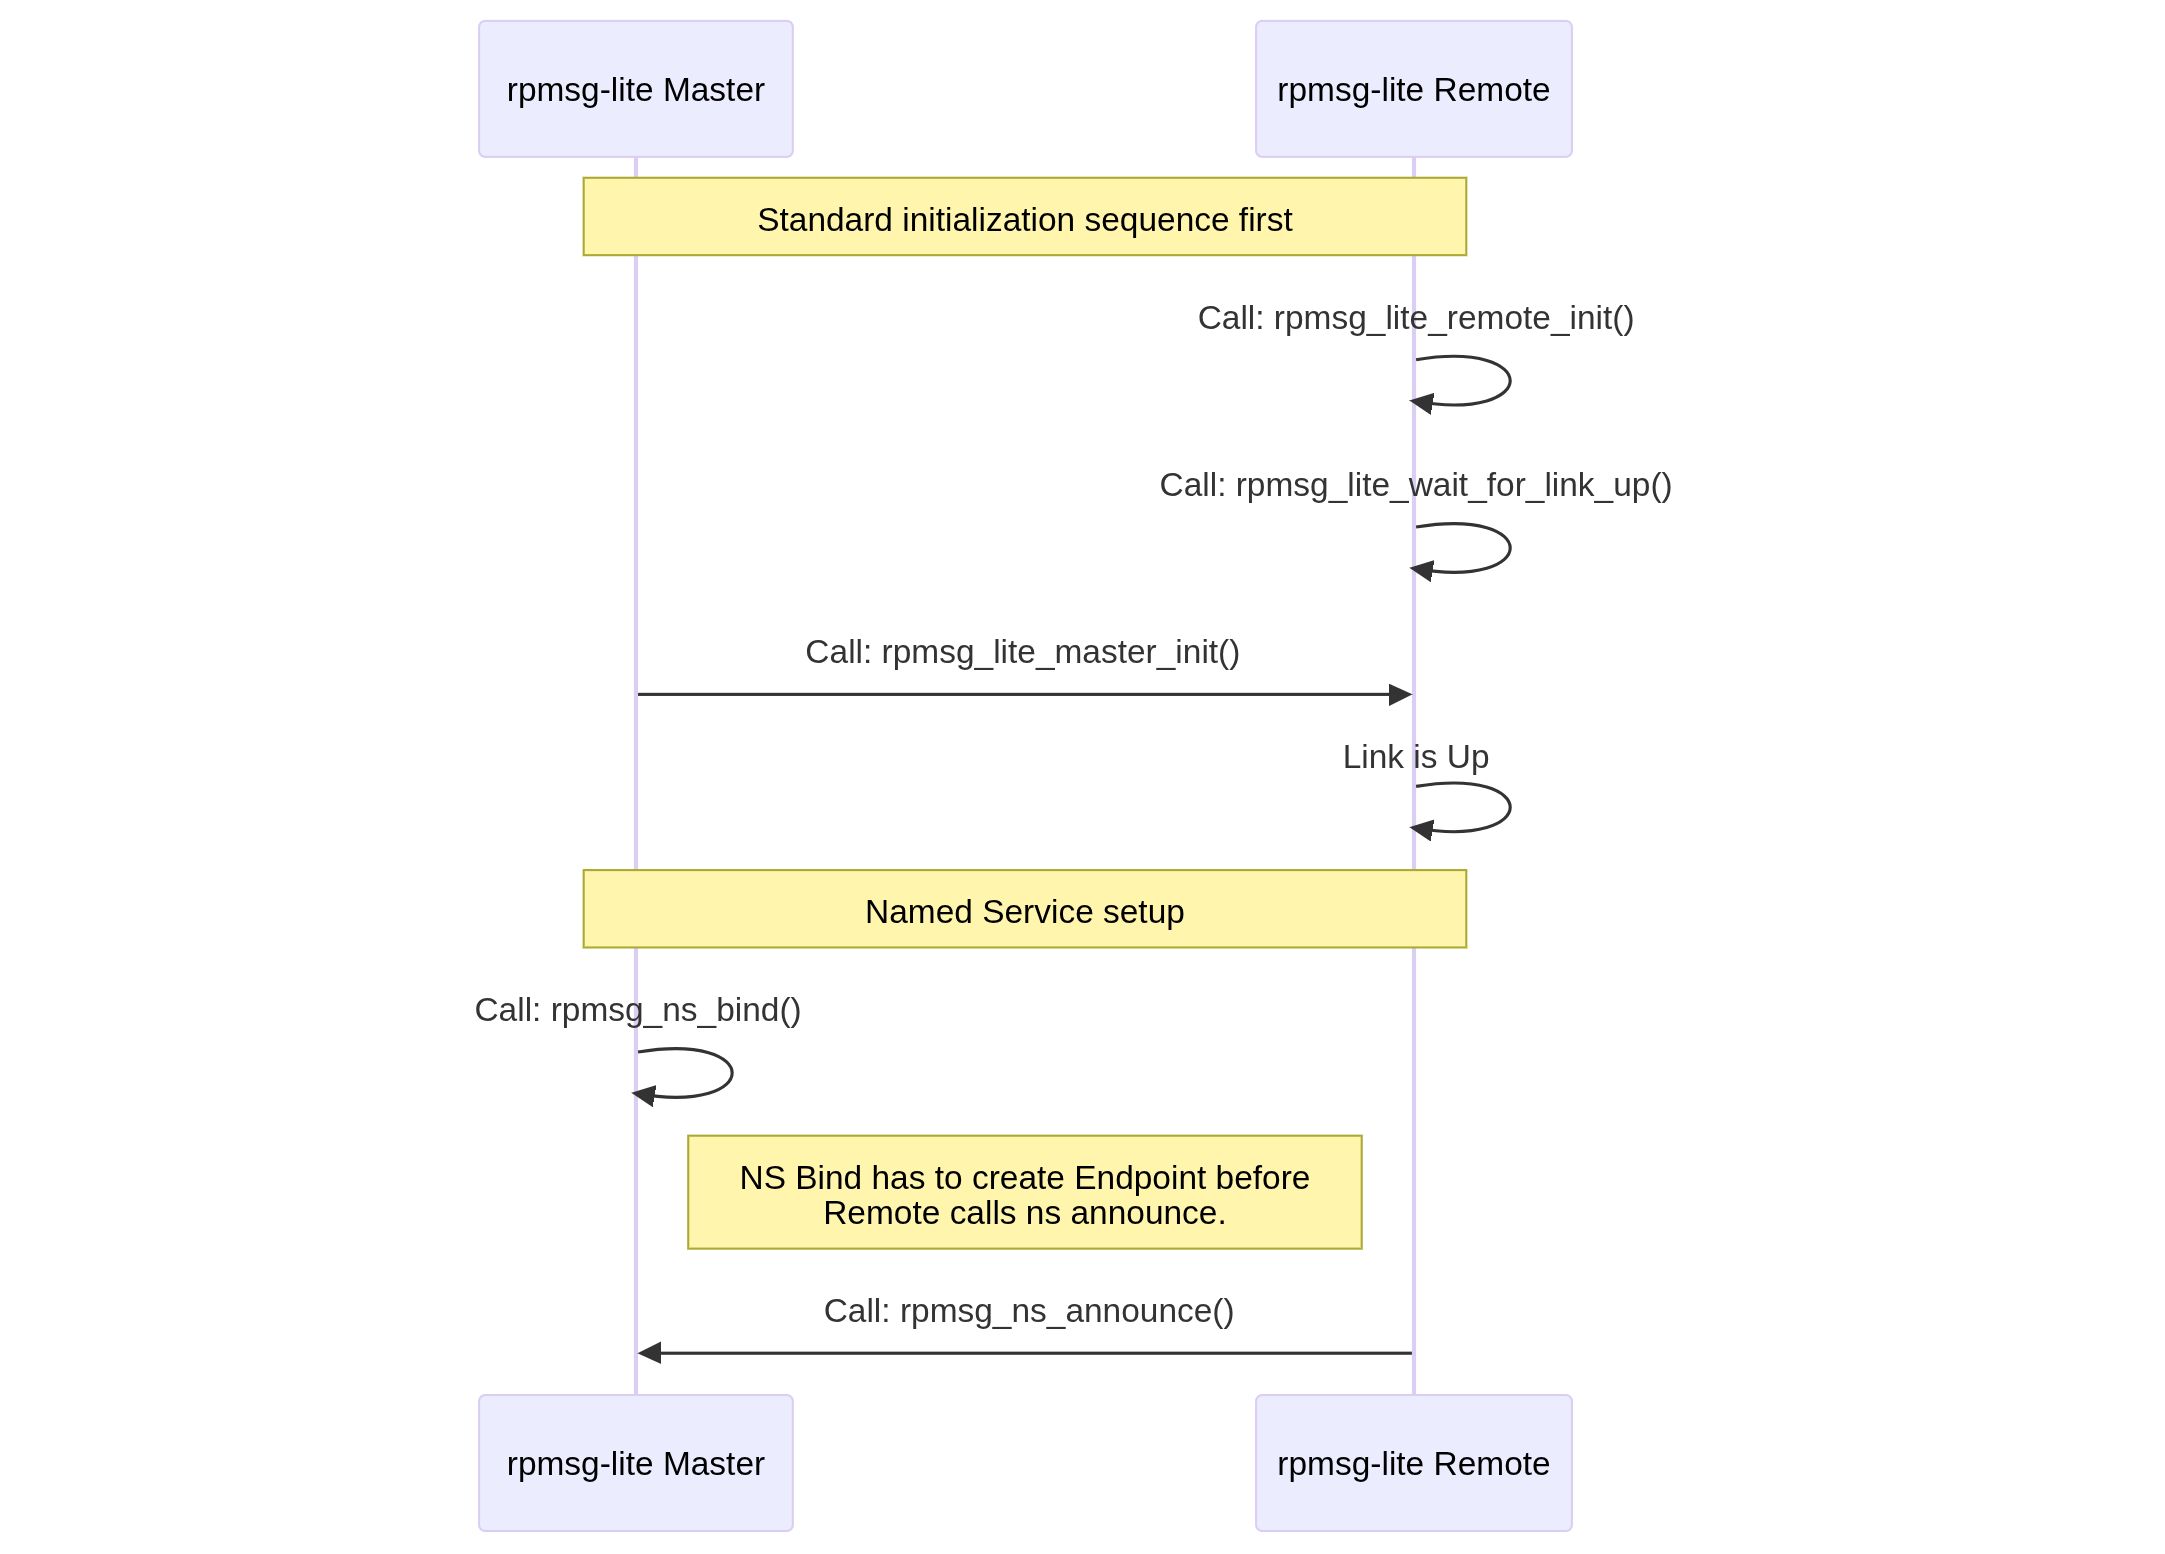 rpmsg-lite Master
rpmsg-lite Remote
Standard initialization sequence first
Call: rpmsg_lite_remote_init()
Call: rpmsg_lite_wait_for_link_up()
Call: rpmsg_lite_master_init()
Link is Up
Named Service setup
Call: rpmsg_ns_bind()
NS Bind has to create Endpoint before
Remote calls ns announce.
Call: rpmsg_ns_announce()
rpmsg-lite Master
rpmsg-lite Remote